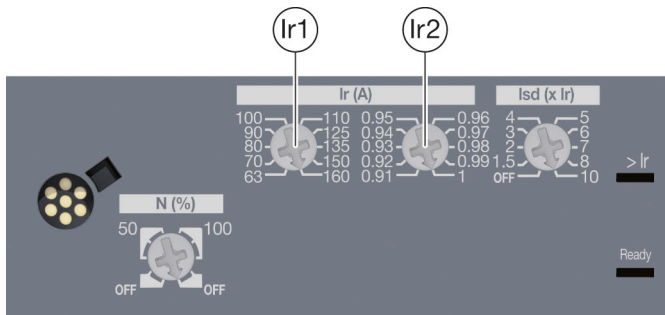 Ir1 Ir2
Ir (A) Isd (x Ir)
100 110 0.95 0.96 4 5
90 125 0.94 0.97 3 6
80 135 0.93 0.98 2 7
70 150 0.92 0.99 1.5 8
63 160 0.91 1 OFF 10
>Ir
N (%)
50 100
OFF OFF
Ready